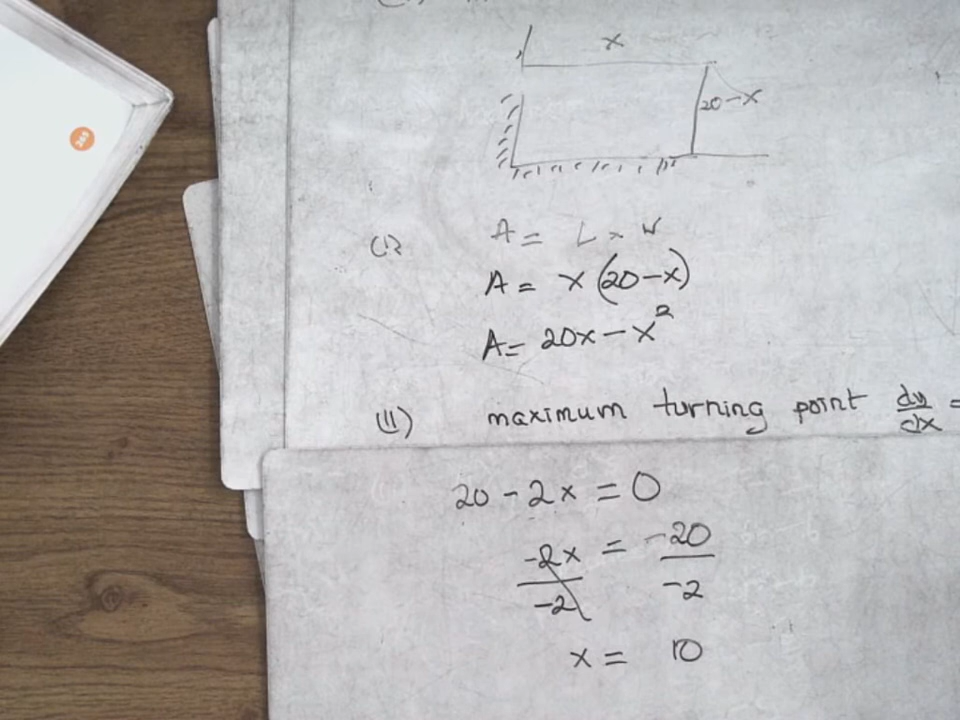 x
20-x
(i)
A = L x W
A = x(20-x)
A = 20x - x²
(II) maximum turning point dy/dx =
20 - 2x = 0
-2x/-2 = -20/-2
x = 10